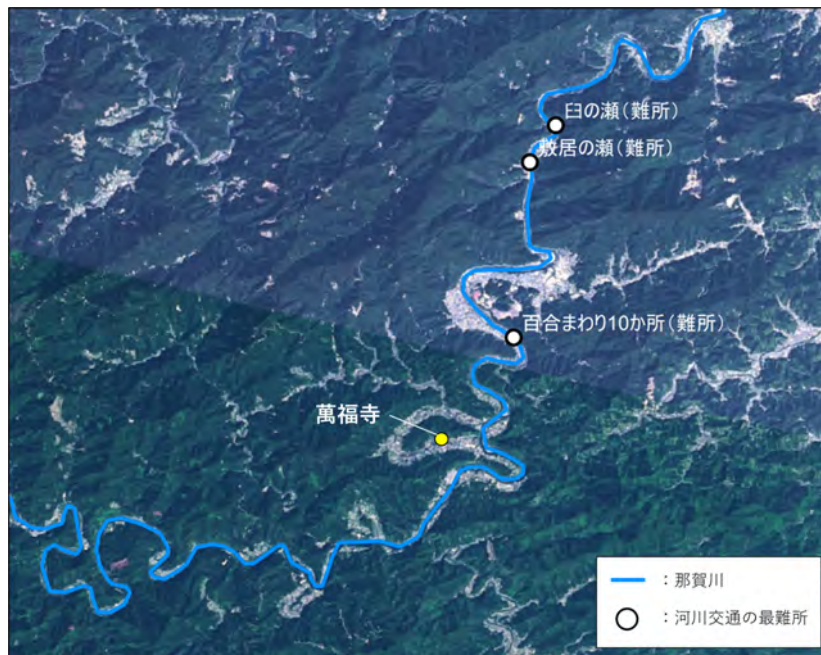 臼の瀬（難所）
敷居の瀬（難所）
百合まわり10か所（難所）
萬福寺
：那賀川
：河川交通の最難所